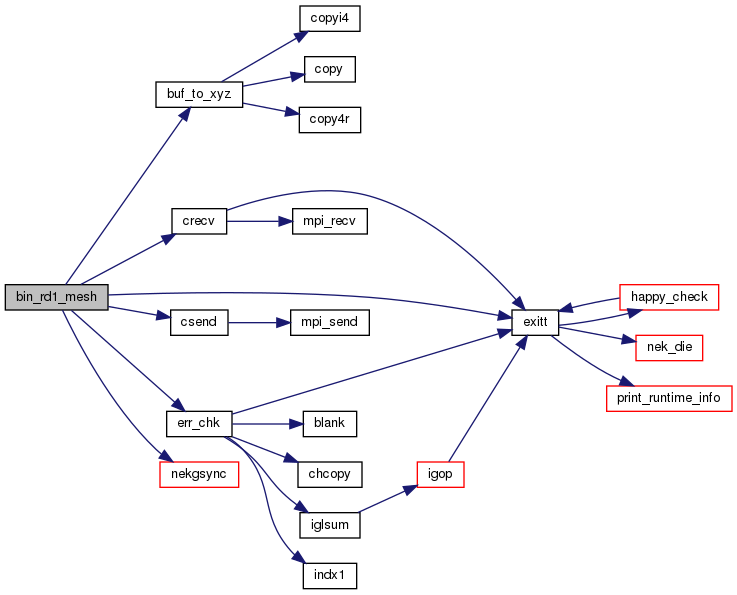 copyi4
copy
buf_to_xyz
copy4r
crecv
mpi_recv
bin_rd1_mesh
happy_check
csend
mpi_send
exitt
nek_die
print_runtime_info
err_chk
blank
nekgsync
chcopy
igop
iglsum
indx1